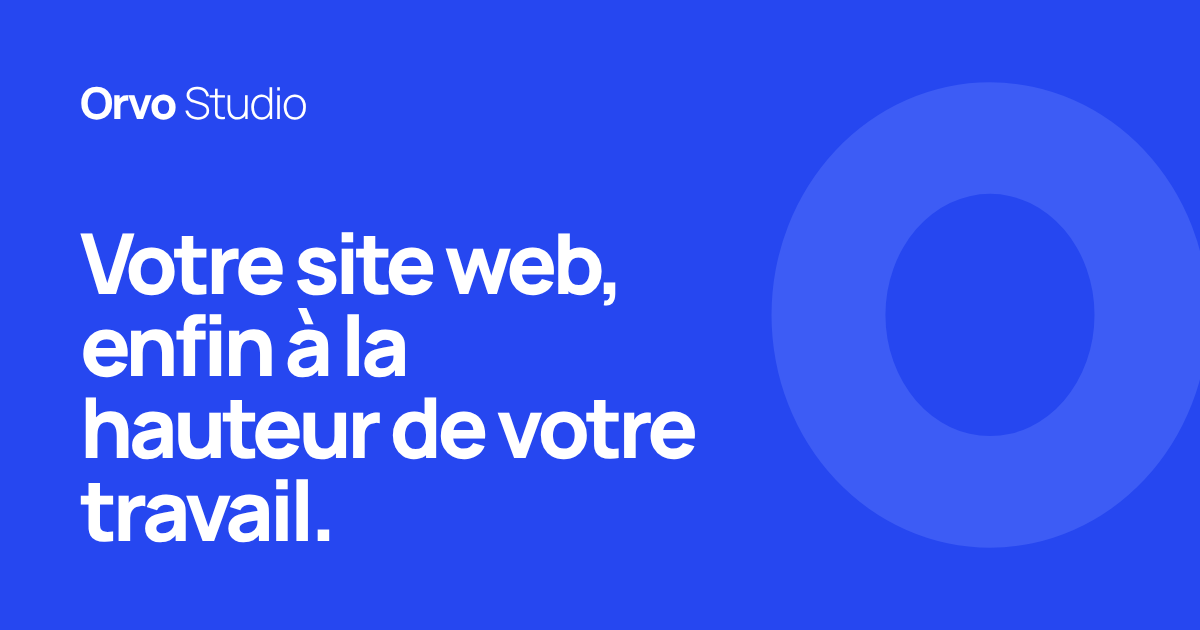 Orvo Studio
Votre site web,
enfin à la
hauteur de votre
travail.